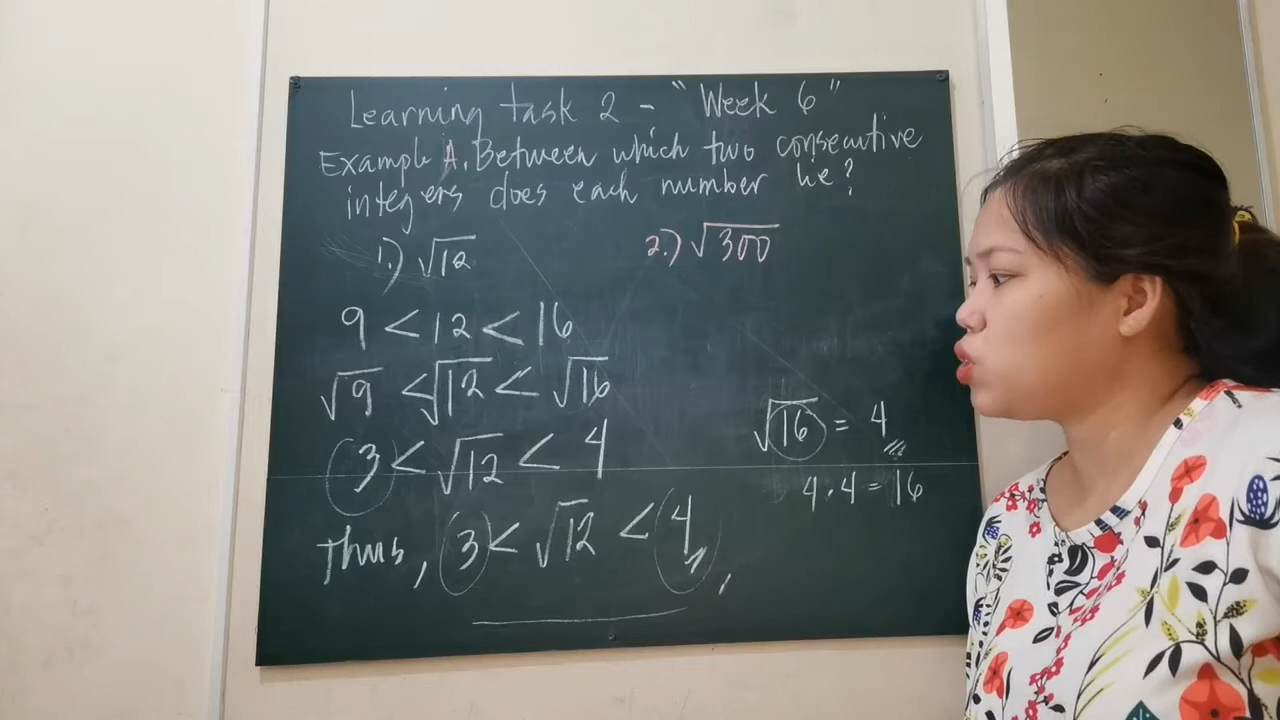 Learning task 2 - "Week 6"
Example A. Between which two consecutive
integers does each number lie?
1.) √12
2.) √300
9 < 12 < 16
√9 < √12 < √16
3 < √12 < 4
thus, 3 < √12 < 4,
√16 = 4
4 · 4 = 16